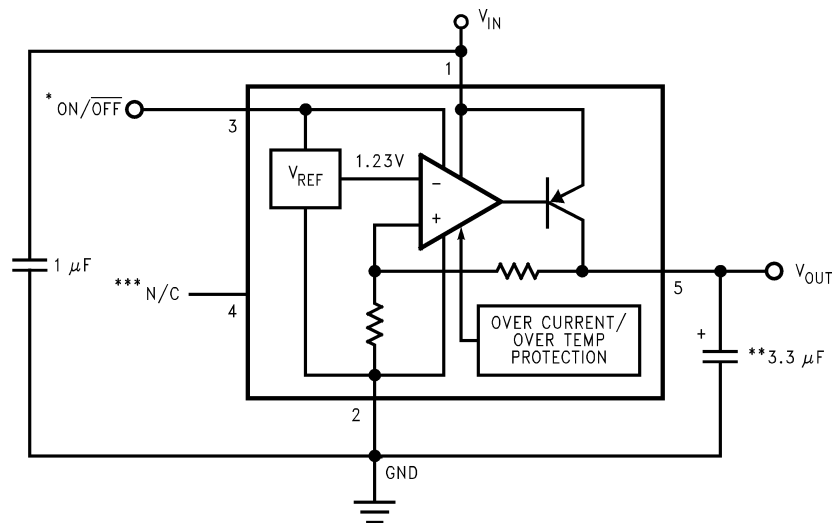 V_IN
1
* ON/O̅F̅F̅
3
1.23V
V_REF
−
+
1 μF
*** N/C
4
5
V_OUT
OVER CURRENT/
OVER TEMP
PROTECTION
+
**3.3 μF
2
GND